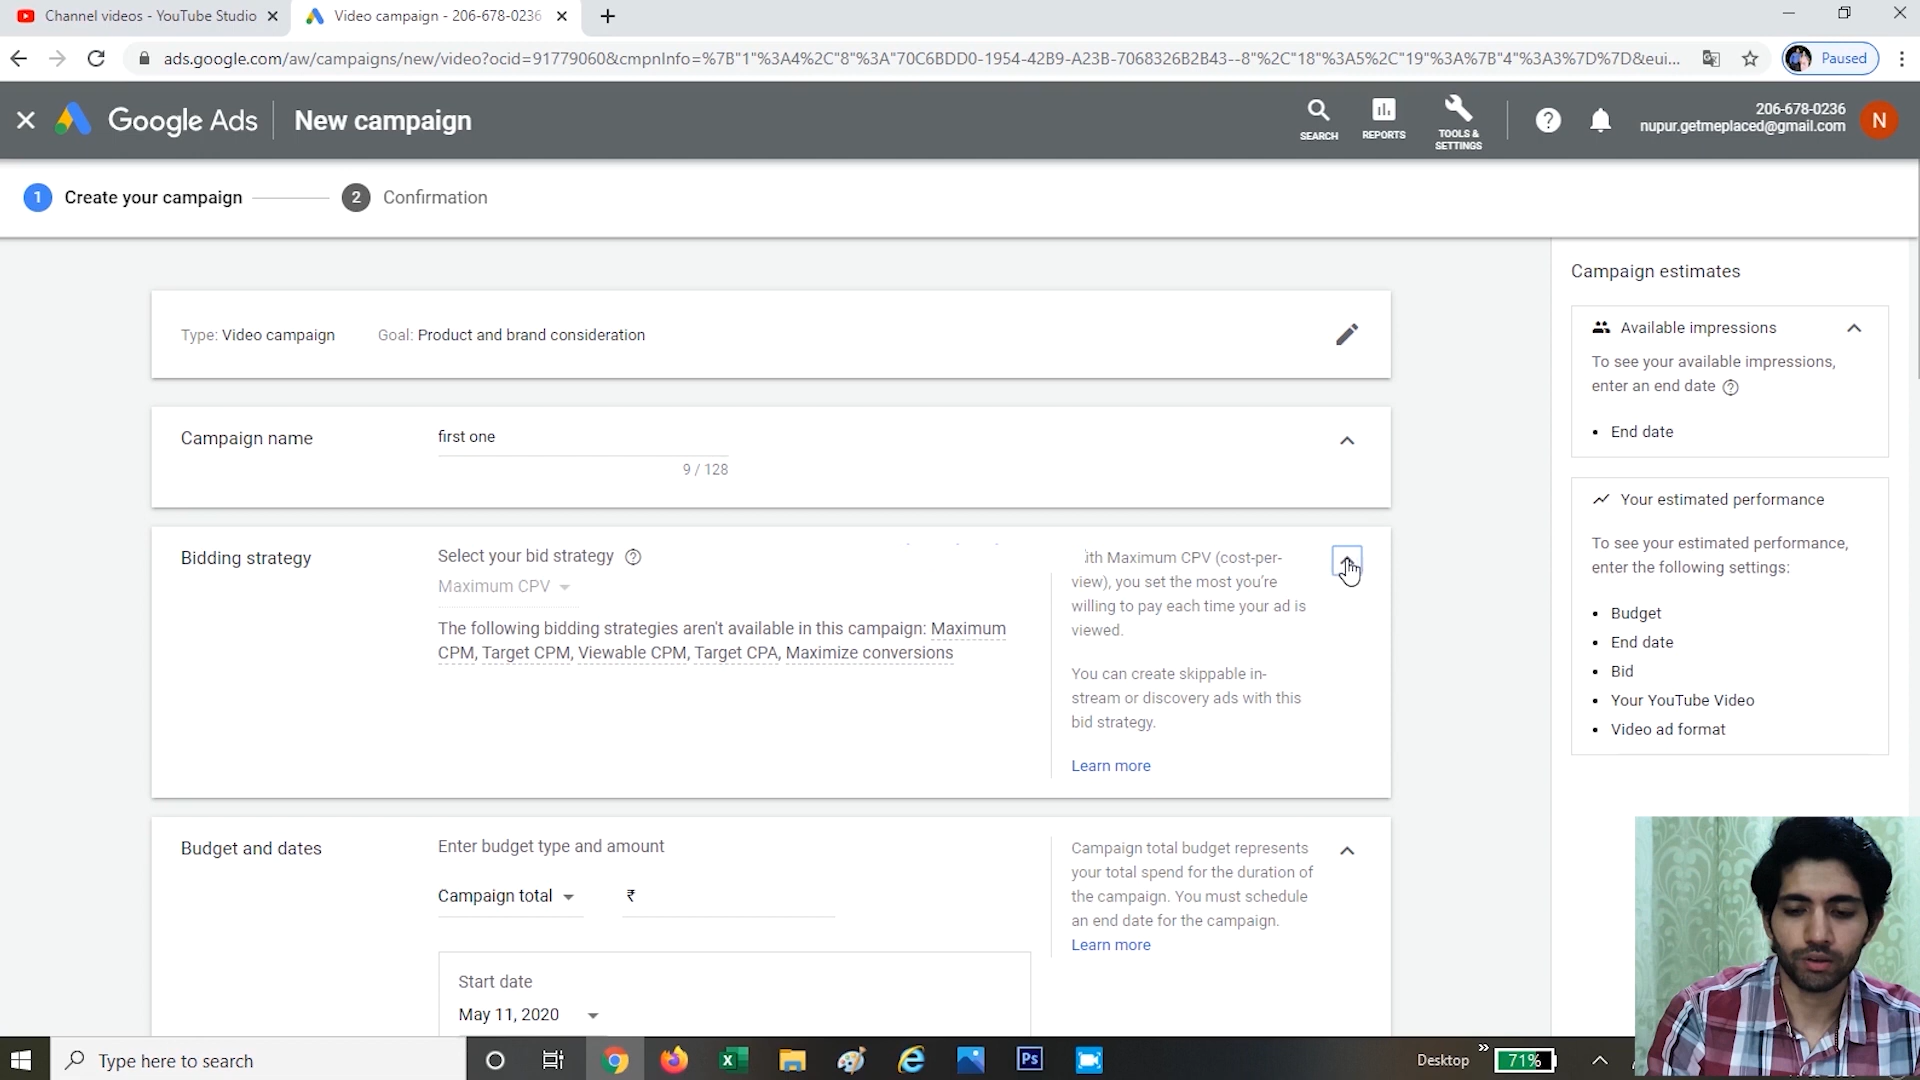 Channel videos - YouTube Studio
Video campaign - 206-678-0236
ads.google.com/aw/campaigns/new/video?ocid=91779060&cmpnInfo=%7B"1"%3A4%2C"8"%3A"70C6BDD0-1954-42B9-A23B-7068326B2B43--8"%2C"18"%3A5%2C"19"%3A%7B"4"%3A3%7D%7D&eui...
Paused
Google Ads
New campaign
SEARCH
REPORTS
TOOLS &
SETTINGS
206-678-0236
nupur.getmeplaced@gmail.com
N
1 Create your campaign
2 Confirmation
Type: Video campaign
Goal: Product and brand consideration
Campaign name
first one
9 / 128
Bidding strategy
Select your bid strategy
Maximum CPV
The following bidding strategies aren't available in this campaign: Maximum
CPM, Target CPM, Viewable CPM, Target CPA, Maximize conversions
ith Maximum CPV (cost-per-
view), you set the most you're
willing to pay each time your ad is
viewed.
You can create skippable in-
stream or discovery ads with this
bid strategy.
Learn more
Budget and dates
Enter budget type and amount
Campaign total
₹
Start date
May 11, 2020
Campaign total budget represents
your total spend for the duration of
the campaign. You must schedule
an end date for the campaign.
Learn more
Campaign estimates
Available impressions
To see your available impressions,
enter an end date
• End date
Your estimated performance
To see your estimated performance,
enter the following settings:
• Budget
• End date
• Bid
• Your YouTube Video
• Video ad format
Type here to search
Ps
Desktop
71%